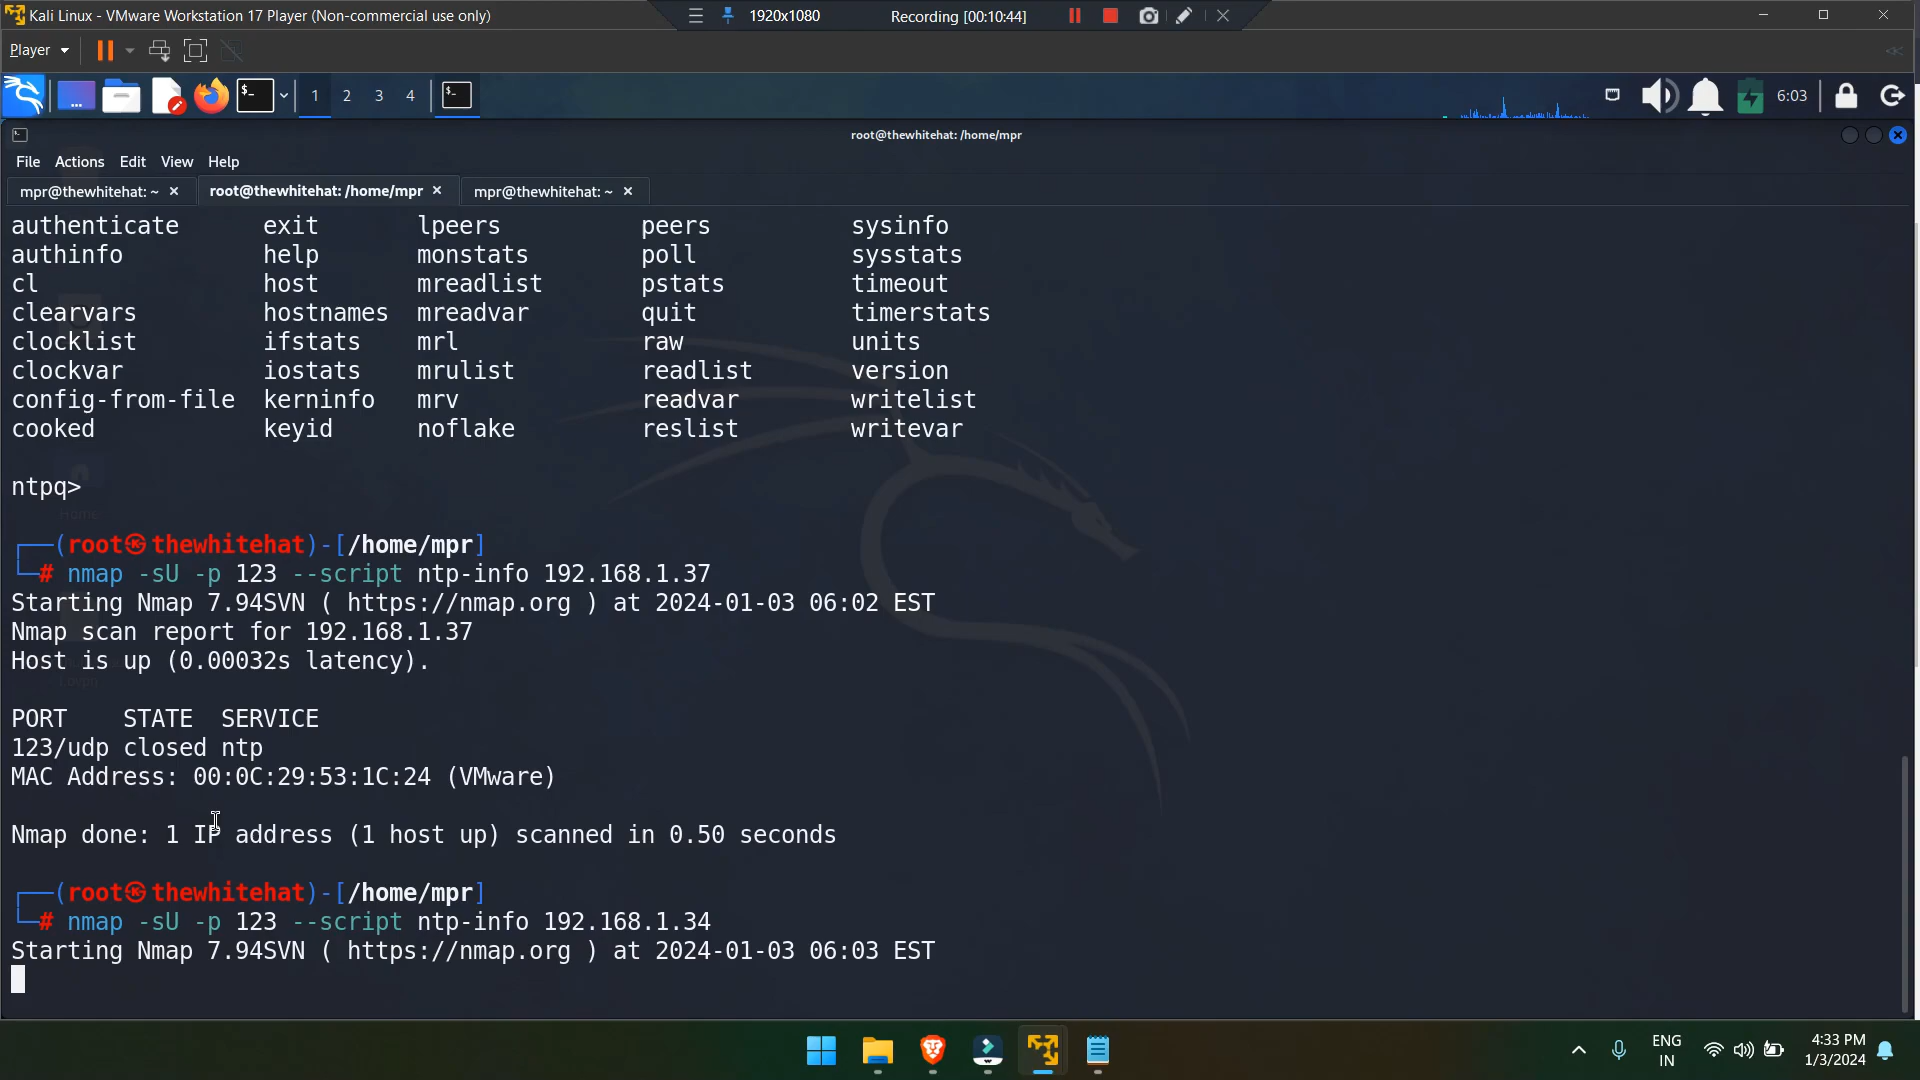 Kali Linux - VMware Workstation 17 Player (Non-commercial use only)
1920x1080
Recording [00:10:44]
Player
1 2 3 4
6:03
root@thewhitehat: /home/mpr
File Actions Edit View Help
mpr@thewhitehat: ~
root@thewhitehat: /home/mpr
mpr@thewhitehat: ~
authenticate exit lpeers peers sysinfo
authinfo help monstats poll sysstats
cl host mreadlist pstats timeout
clearvars hostnames mreadvar quit timerstats
clocklist ifstats mrl raw units
clockvar iostats mrulist readlist version
config-from-file kerninfo mrv readvar writelist
cooked keyid noflake reslist writevar
ntpq>
Home
┌──(root㉿thewhitehat)-[/home/mpr]
└─# nmap -sU -p 123 --script ntp-info 192.168.1.37
Starting Nmap 7.94SVN ( https://nmap.org ) at 2024-01-03 06:02 EST
Nmap scan report for 192.168.1.37
Host is up (0.00032s latency).
PORT STATE SERVICE
123/udp closed ntp
MAC Address: 00:0C:29:53:1C:24 (VMware)
Nmap done: 1 IP address (1 host up) scanned in 0.50 seconds
┌──(root㉿thewhitehat)-[/home/mpr]
└─# nmap -sU -p 123 --script ntp-info 192.168.1.34
Starting Nmap 7.94SVN ( https://nmap.org ) at 2024-01-03 06:03 EST
ENG
IN
4:33 PM
1/3/2024